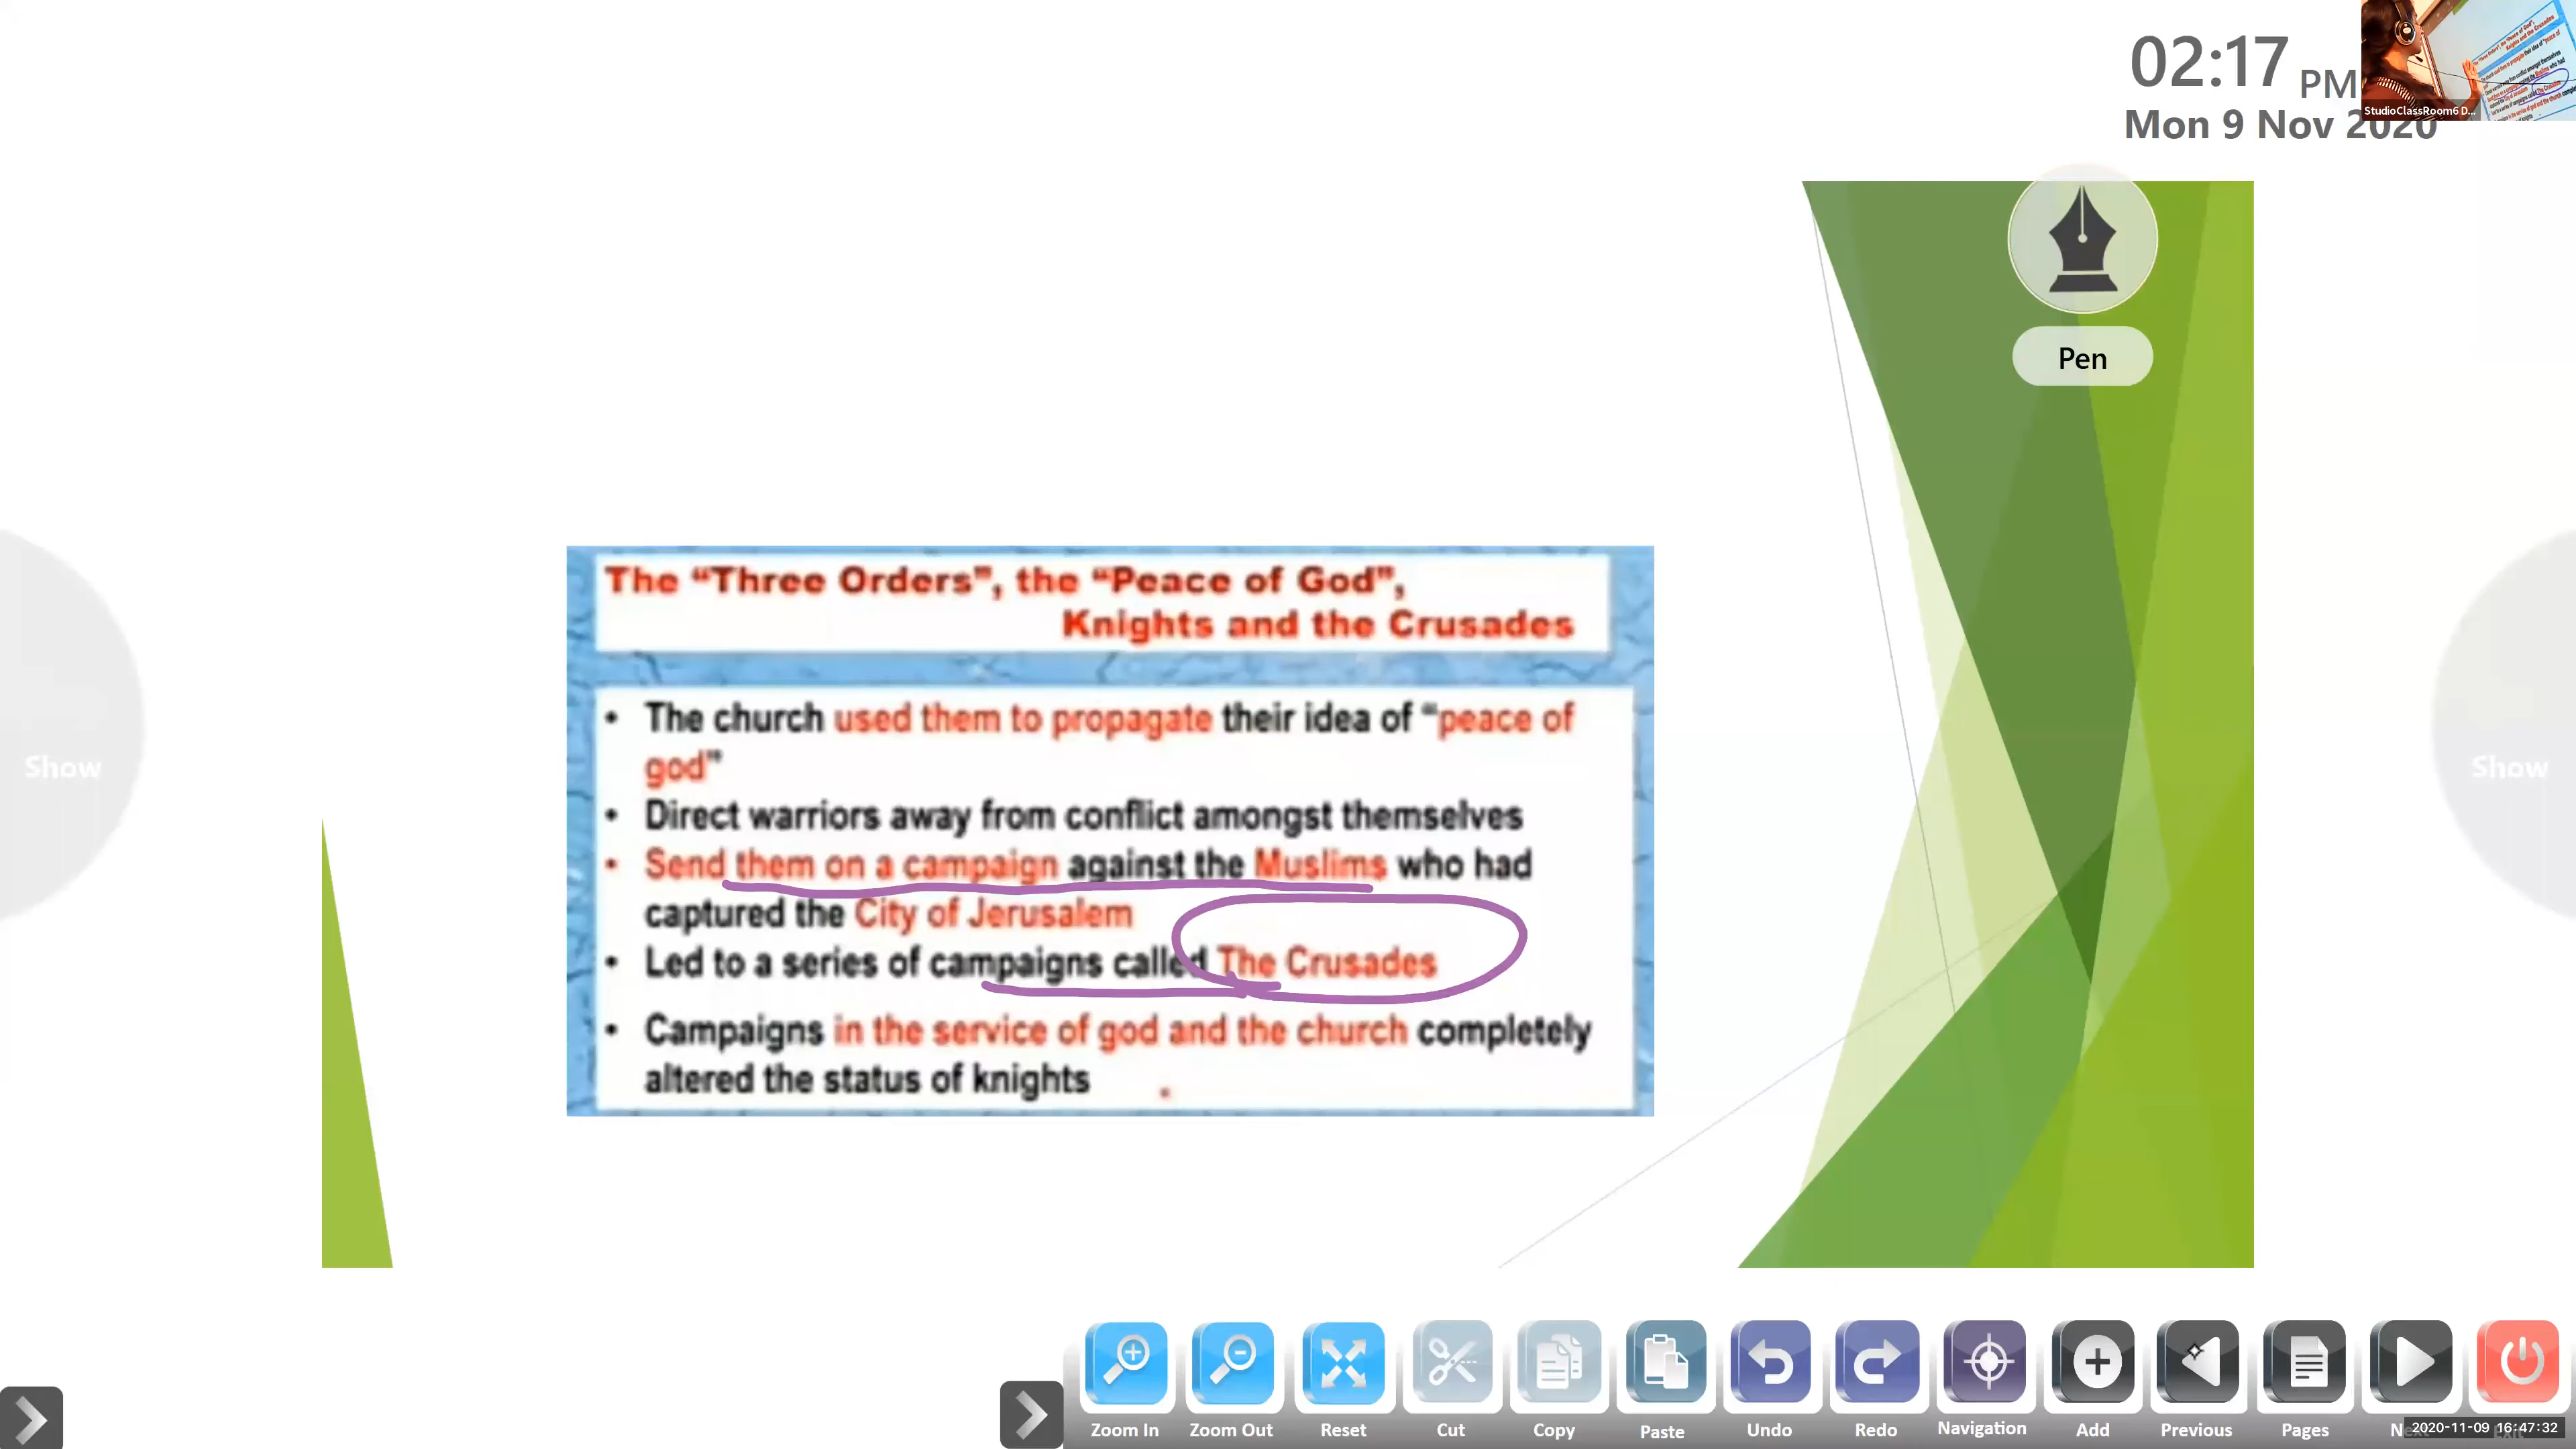 02:17 PM
Mon 9 Nov 2020
StudioClassRoom6 D...
Pen
Show
Show
The “Three Orders”, the “Peace of God”,
Knights and the Crusades
• The church used them to propagate their idea of “peace of
god”
• Direct warriors away from conflict amongst themselves
• Send them on a campaign against the Muslims who had
captured the City of Jerusalem
• Led to a series of campaigns called The Crusades
• Campaigns in the service of god and the church completely
altered the status of knights
Zoom In Zoom Out Reset Cut Copy Paste Undo Redo Navigation Add Previous Pages
2020-11-09 16:47:32